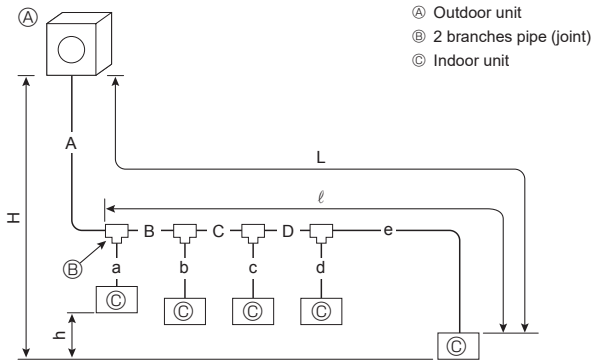 Ⓐ
Ⓐ Outdoor unit
Ⓑ 2 branches pipe (joint)
Ⓒ Indoor unit
A
L
H
ℓ
B C D e
Ⓑ a b c d
Ⓒ Ⓒ Ⓒ Ⓒ
h
Ⓒ